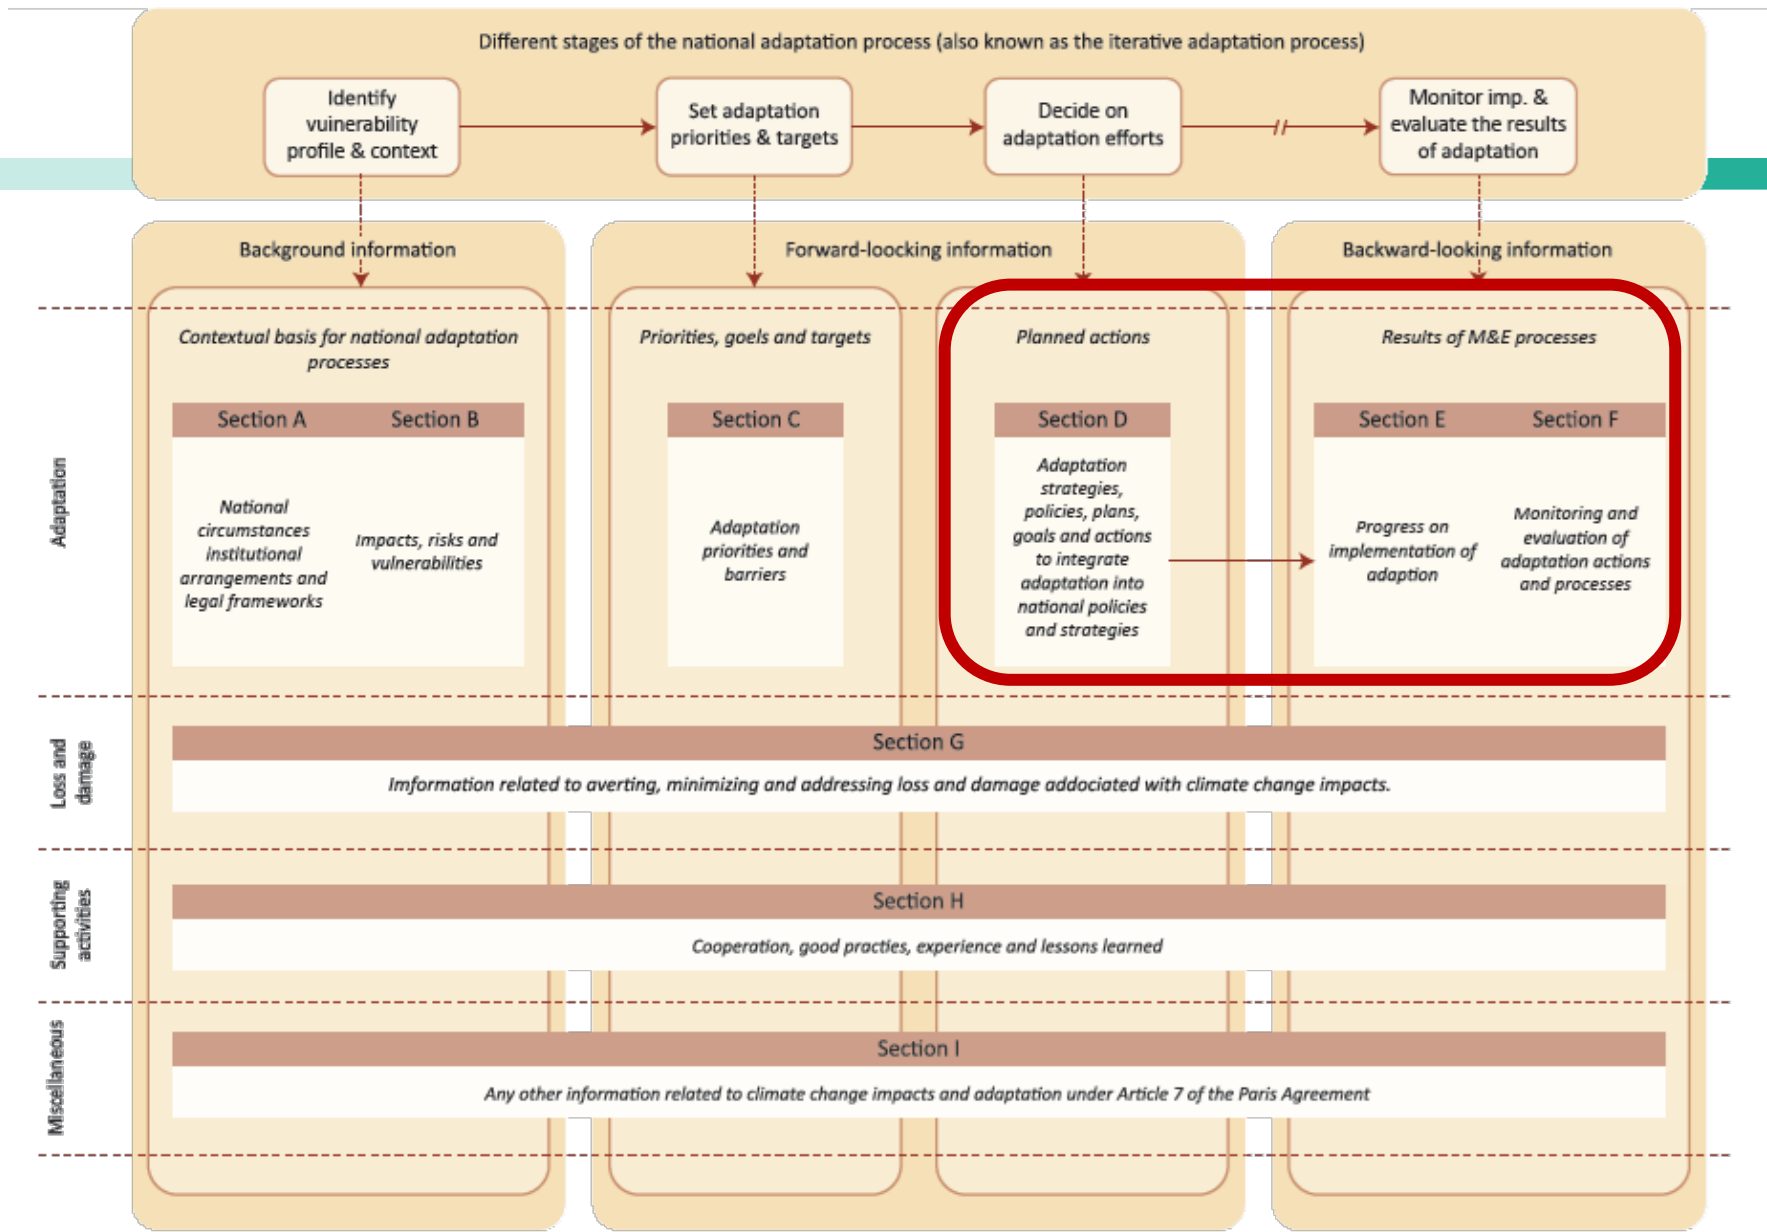 Different stages of the national adaptation process (also known as the iterative adaptation process)
Identify
vuinerability
profile & context
Set adaptation
priorities & targets
Decide on
adaptation efforts
Monitor imp. &
evaluate the results
of adaptation
Background information
Forward-loocking information
Backward-looking information
Adaptation
Contextual basis for national adaptation
processes
Section A
National
circumstances
institutional
arrangements and
legal frameworks
Section B
Impacts, risks and
vulnerabilities
Priorities, goels and targets
Section C
Adaptation
priorities and
barriers
Planned actions
Section D
Adaptation
strategies,
policies, plans,
goals and actions
to integrate
adaptation into
national policies
and strategies
Results of M&E processes
Section E
Progress on
implementation of
adaption
Section F
Monitoring and
evaluation of
adaptation actions
and processes
Loss and
damage
Section G
Imformation related to averting, minimizing and addressing loss and damage addociated with climate change impacts.
Supporting
activities
Section H
Cooperation, good practies, experience and lessons learned
Miscellaneous
Section I
Any other information related to climate change impacts and adaptation under Article 7 of the Paris Agreement